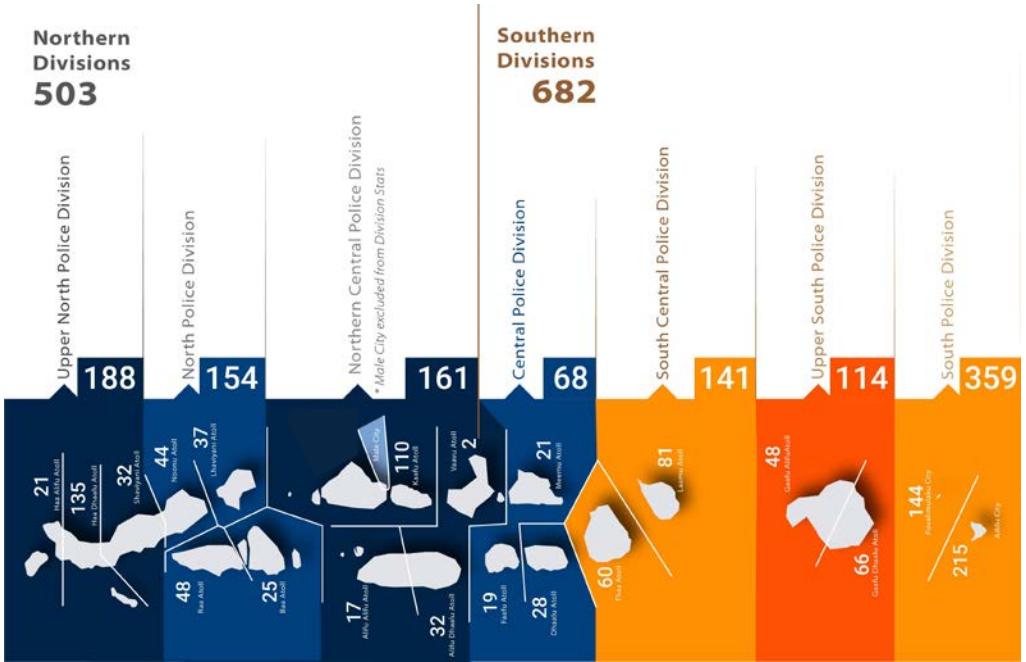 Northern
Divisions
503
Southern
Divisions
682
Upper North Police Division
188
North Police Division
154
Northern Central Police Division
* Male City excluded from Division Stats
161
Central Police Division
68
South Central Police Division
141
Upper South Police Division
114
South Police Division
359
21
Haa Alifu Atoll
135
Haa Dhaalu Atoll
32
Shaviyani Atoll
44
Noonu Atoll
37
Lhaviyani Atoll
48
Raa Atoll
25
Baa Atoll
Male City
110
Kaafu Atoll
Vaavu Atoll
2
17
Alifu Alifu Atoll
32
Alifu Dhaalu Atoll
21
Meemu Atoll
19
Faafu Atoll
28
Dhaalu Atoll
81
Laamu Atoll
60
Thaa Atoll
48
Gaafu AlifuAtoll
66
Gaafu Dhaalu Atoll
144
Fuvahmulaku City
215
Addu City